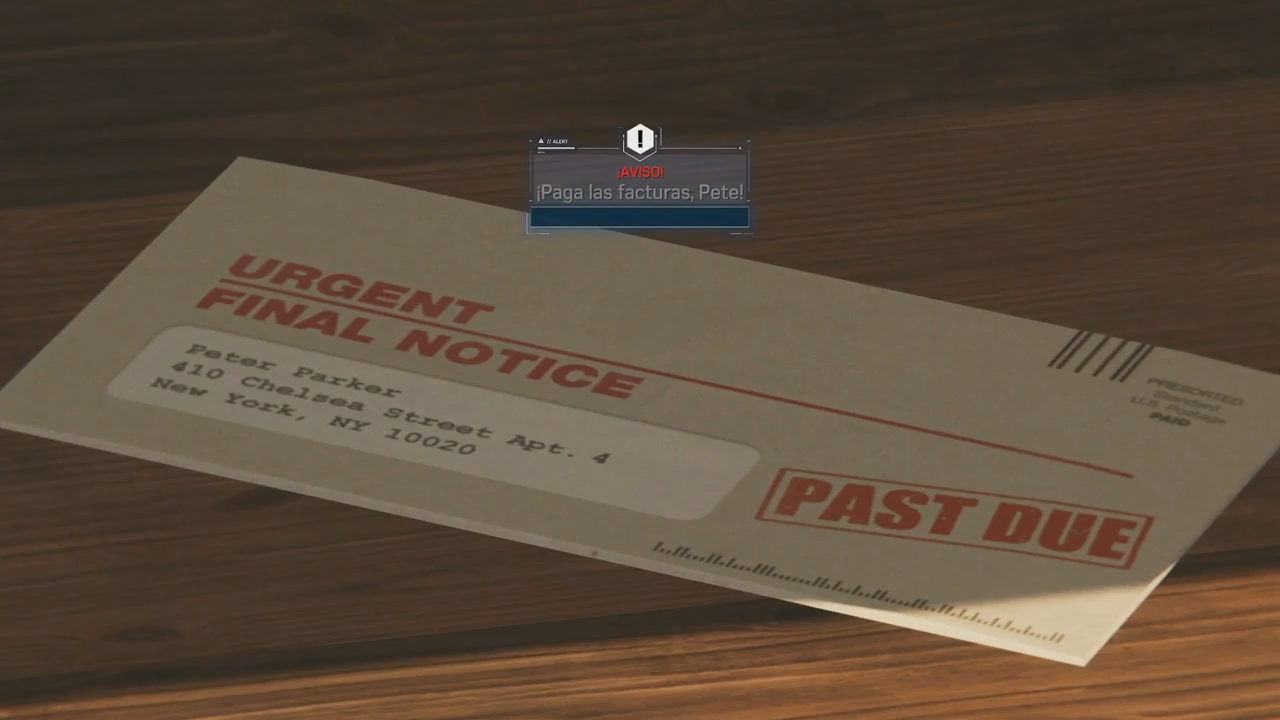 // ALERT
¡AVISO!
¡Paga las facturas, Pete!
URGENT
FINAL NOTICE
Peter Parker
410 Chelsea Street Apt. 4
New York, NY 10020
PRESORTED
Standard
U.S. Postage
PAID
PAST DUE